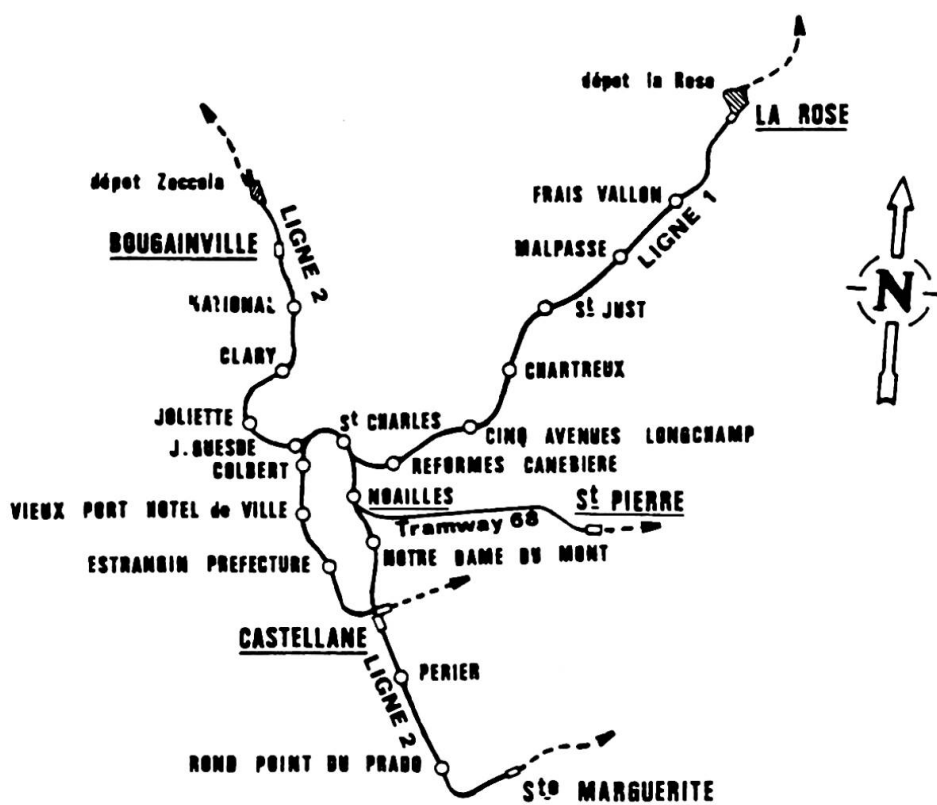 dépot la Rose
LA ROSE
dépot Zoccola
FRAIS VALLON
LIGNE 1
LIGNE 2
BOUGAINVILLE
MALPASSE
N
NATIONAL
St JUST
CLARY
CHARTREUX
JOLIETTE
St CHARLES
CINQ AVENUES LONGCHAMP
J.GUESDE
COLBERT
REFORMES CANEBIERE
NOAILLES
St PIERRE
VIEUX PORT HOTEL de VILLE
Tramway 68
NOTRE DAME DU MONT
ESTRANGIN PREFECTURE
CASTELLANE
LIGNE 2
PERIER
ROND POINT DU PRADO
Ste MARGUERITE